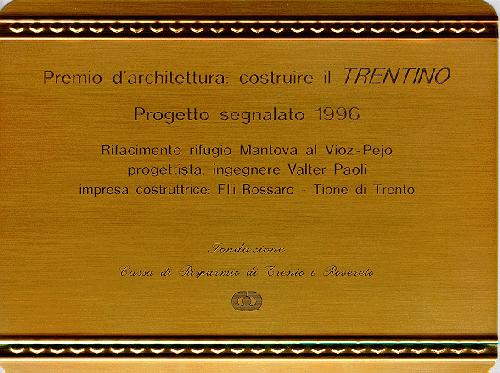 Premio d'architettura: costruire il TRENTINO
Progetto segnalato 1996
Rifacimento rifugio Mantova al Vioz-Pejo
progettista: ingegnere Valter Paoli
impresa costruttrice: F.lli Rossaro - Tione di Trento
Fondazione
Cassa di Risparmio di Trento e Rovereto